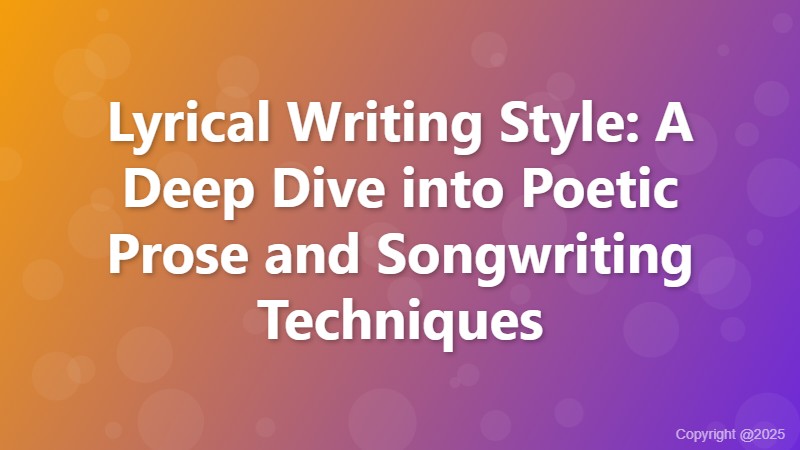 Lyrical Writing Style: A
Deep Dive into Poetic
Prose and Songwriting
Techniques
Copyright @2025